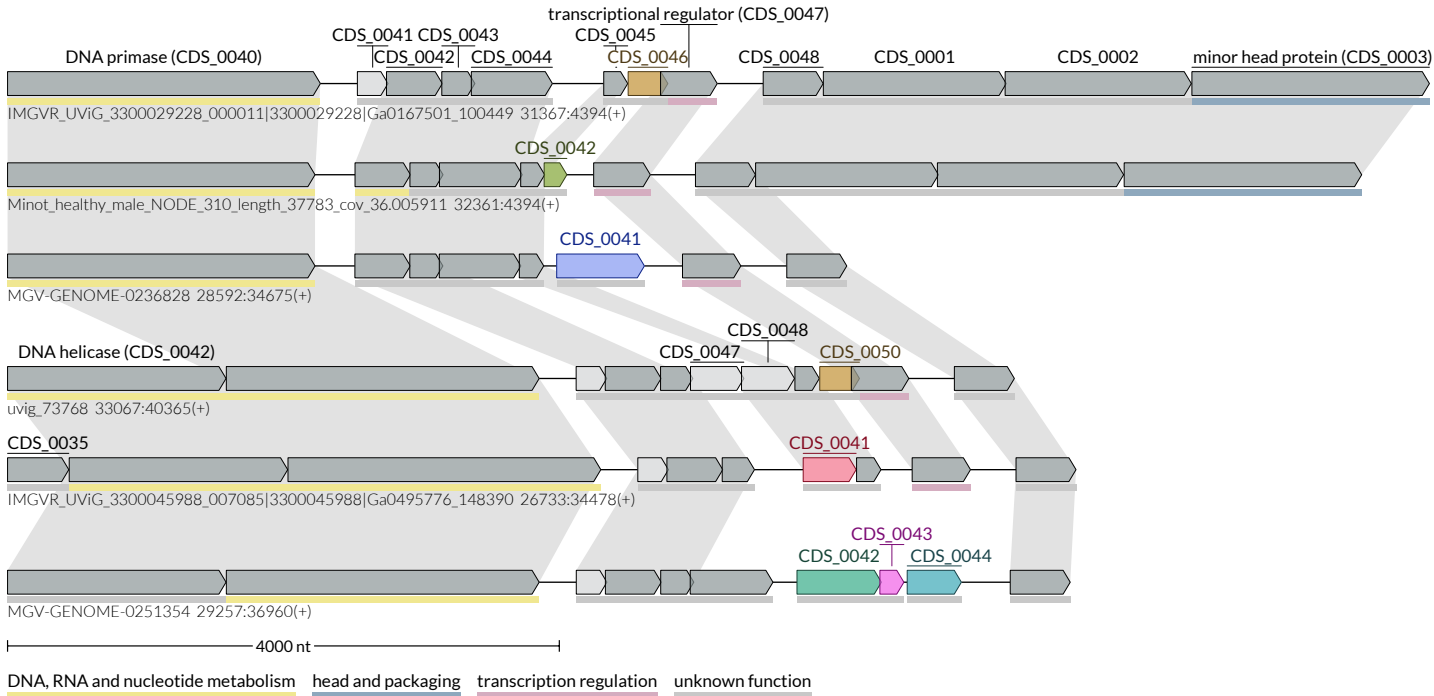 transcriptional regulator (CDS_0047)
CDS_0041 CDS_0043 CDS_0045
DNA primase (CDS_0040) CDS_0042 CDS_0044 CDS_0046 CDS_0048 CDS_0001 CDS_0002 minor head protein (CDS_0003)
IMGVR_UViG_3300029228_000011|3300029228|Ga0167501_100449 31367:4394(+)
CDS_0042
Minot_healthy_male_NODE_310_length_37783_cov_36.005911 32361:4394(+)
CDS_0041
MGV-GENOME-0236828 28592:34675(+)
CDS_0048
DNA helicase (CDS_0042) CDS_0047 CDS_0050
uvig_73768 33067:40365(+)
CDS_0035 CDS_0041
IMGVR_UViG_3300045988_007085|3300045988|Ga0495776_148390 26733:34478(+)
CDS_0043
CDS_0042 CDS_0044
MGV-GENOME-0251354 29257:36960(+)
4000 nt
DNA, RNA and nucleotide metabolism head and packaging transcription regulation unknown function